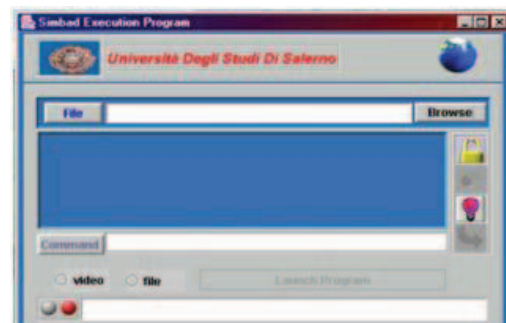 Simbad Execution Program
Università Degli Studi Di Salerno
File
Browse
Command
video
file
Launch Program